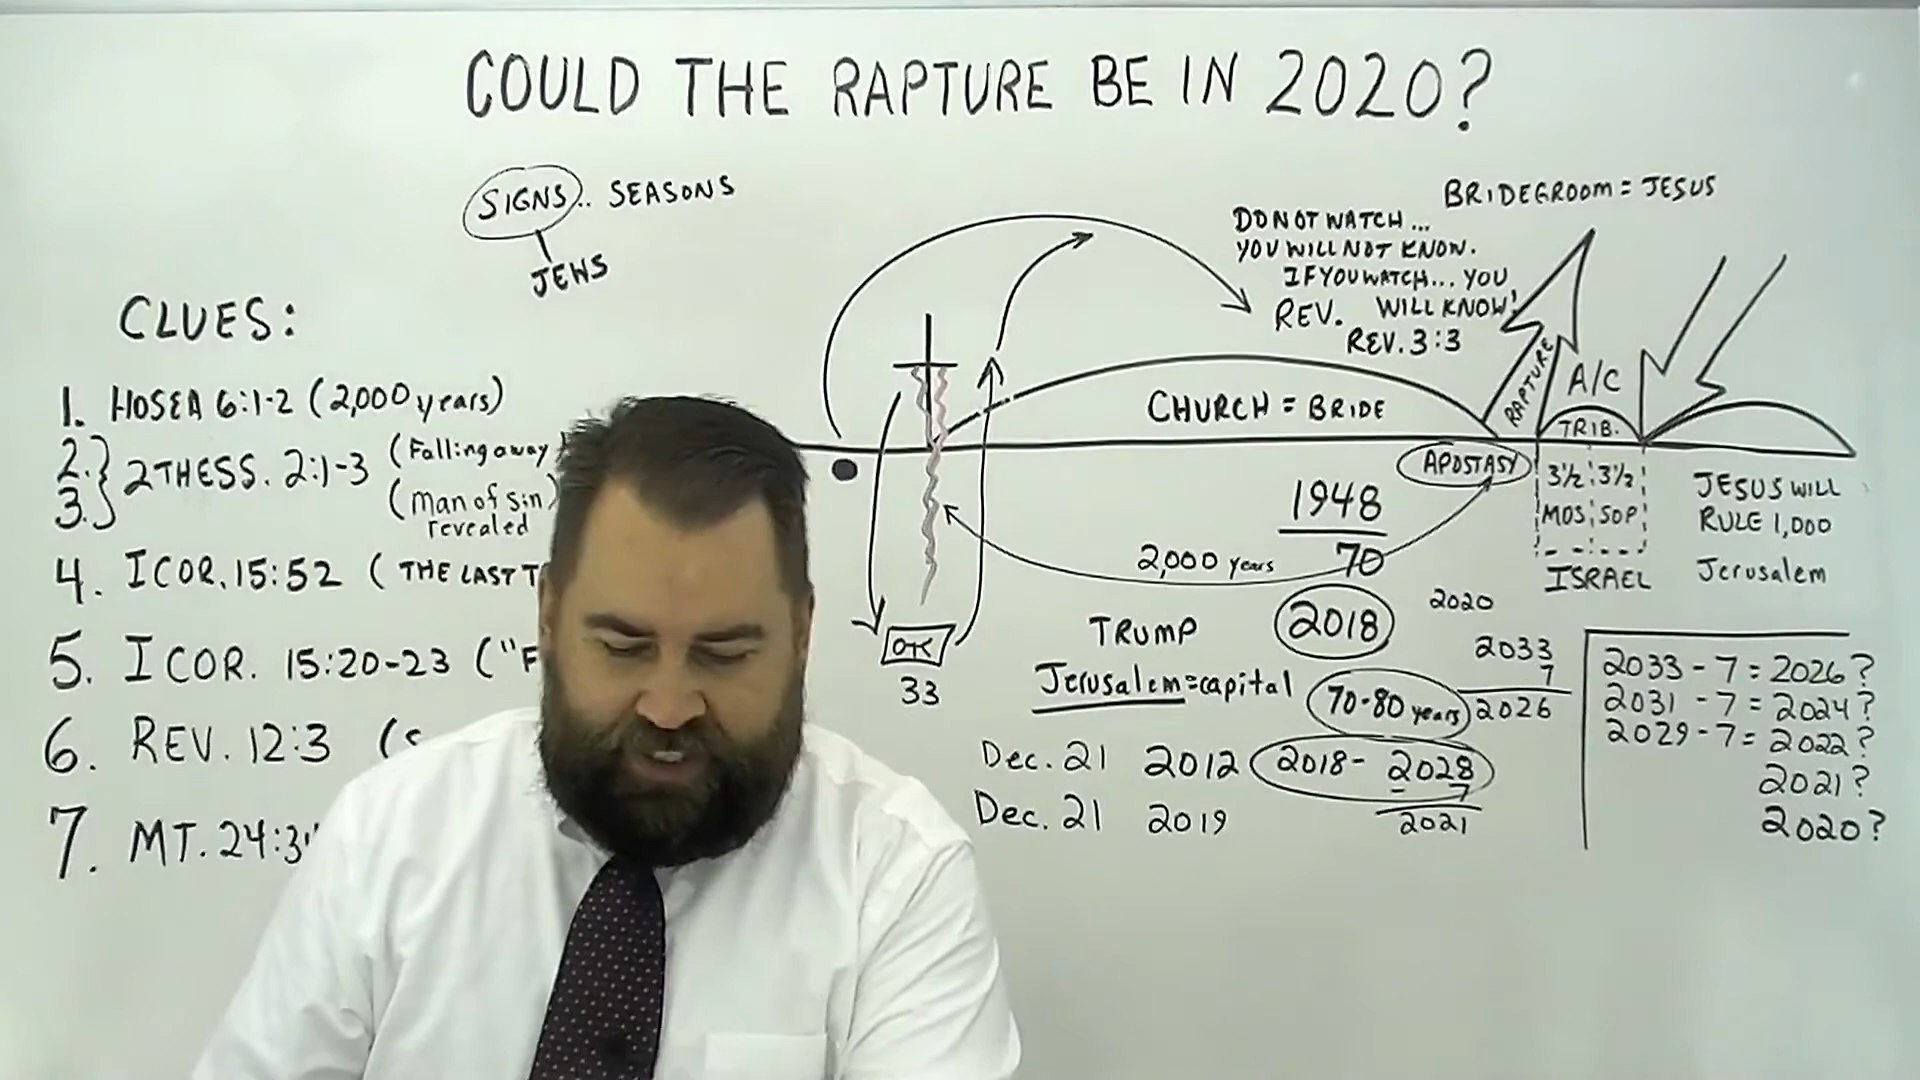 COULD THE RAPTURE BE IN 2020?
SIGNS.. SEASONS
JEWS
CLUES:
1. HOSEA 6:1-2 (2,000 years)
2.} 2 THESS. 2:1-3 (Falling away
3.} (Man of Sin
revealed
4. I COR. 15:52 (THE LAST T
5. I COR. 15:20-23 ("F
6. REV. 12:3 (
7. MT. 24:3
BRIDEGROOM = JESUS
DO NOT WATCH...
YOU WILL NOT KNOW.
IF YOU WATCH... YOU
REV. WILL KNOW!
REV. 3:3
CHURCH = BRIDE
RAPTURE
A/C
TRIB.
APOSTASY
3½ 3½
MOS SOP
ISRAEL
JESUS WILL
RULE 1,000
Jerusalem
1948
70
2,000 years
2018
2020
33
TRUMP
Jerusalem=capital
70-80 years
2033
7
2026
Dec. 21 2012
Dec. 21 2019
2018 - 2028
- 7
2021
2033 - 7 = 2026?
2031 - 7 = 2024?
2029 - 7 = 2022?
2021?
2020?